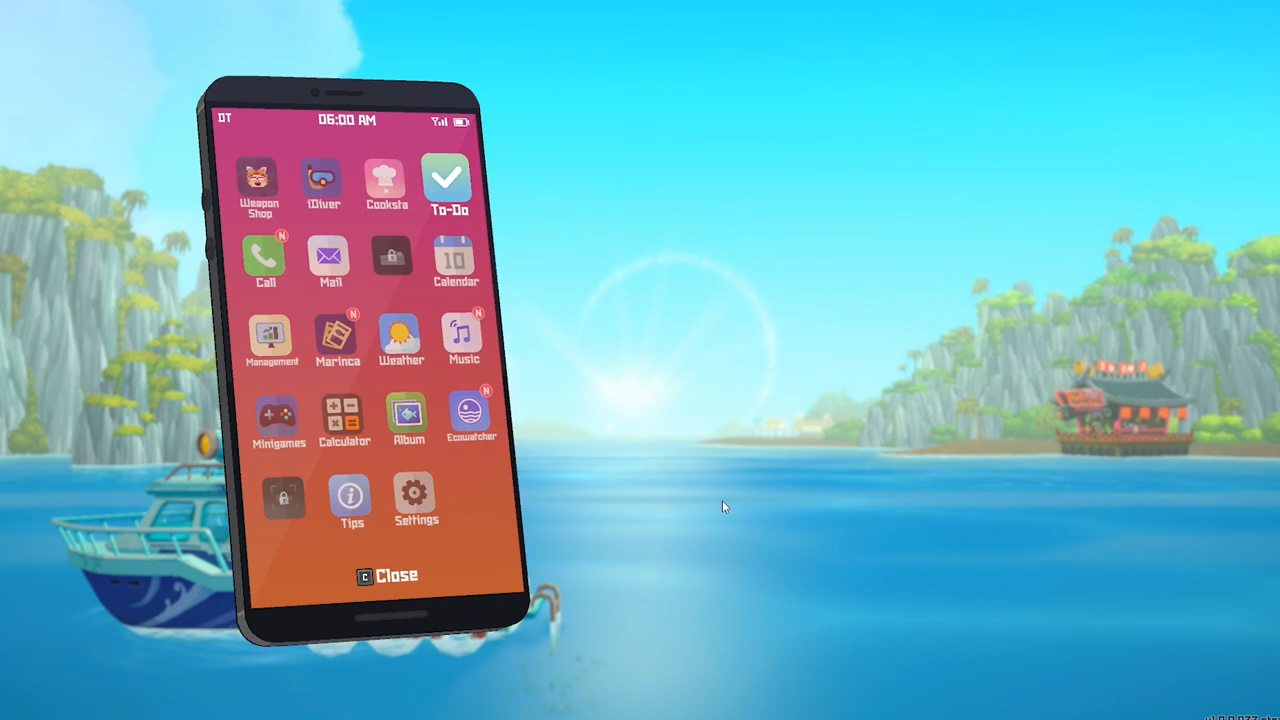 DT 06:00 AM
Weapon Shop iDiver Cooksta To-Do
N
Call Mail 10 Calendar
N N
Management Marinca Weather Music
N
Minigames Calculator Album Ecowatcher
Tips Settings
C Close